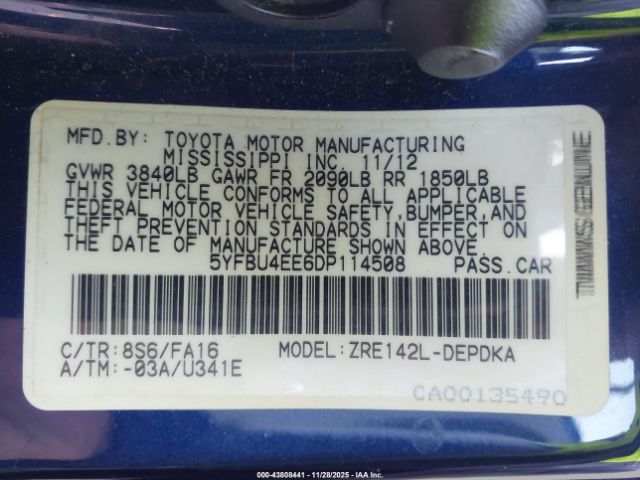 MFD.BY: TOYOTA MOTOR MANUFACTURING
MISSISSIPPI INC. 11/12
GVWR 3840LB GAWR FR 2090LB RR 1850LB
THIS VEHICLE CONFORMS TO ALL APPLICABLE
FEDERAL MOTOR VEHICLE SAFETY,BUMPER,AND
THEFT PREVENTION STANDARDS IN EFFECT ON
THE DATE OF MANUFACTURE SHOWN ABOVE.
5YFBU4EE6DP114508 PASS.CAR
C/TR:8S6/FA16 MODEL:ZRE142L-DEPDKA
A/TM:-03A/U341E
CA00135490
000-43808441 - 11/28/2025 - IAA Inc.